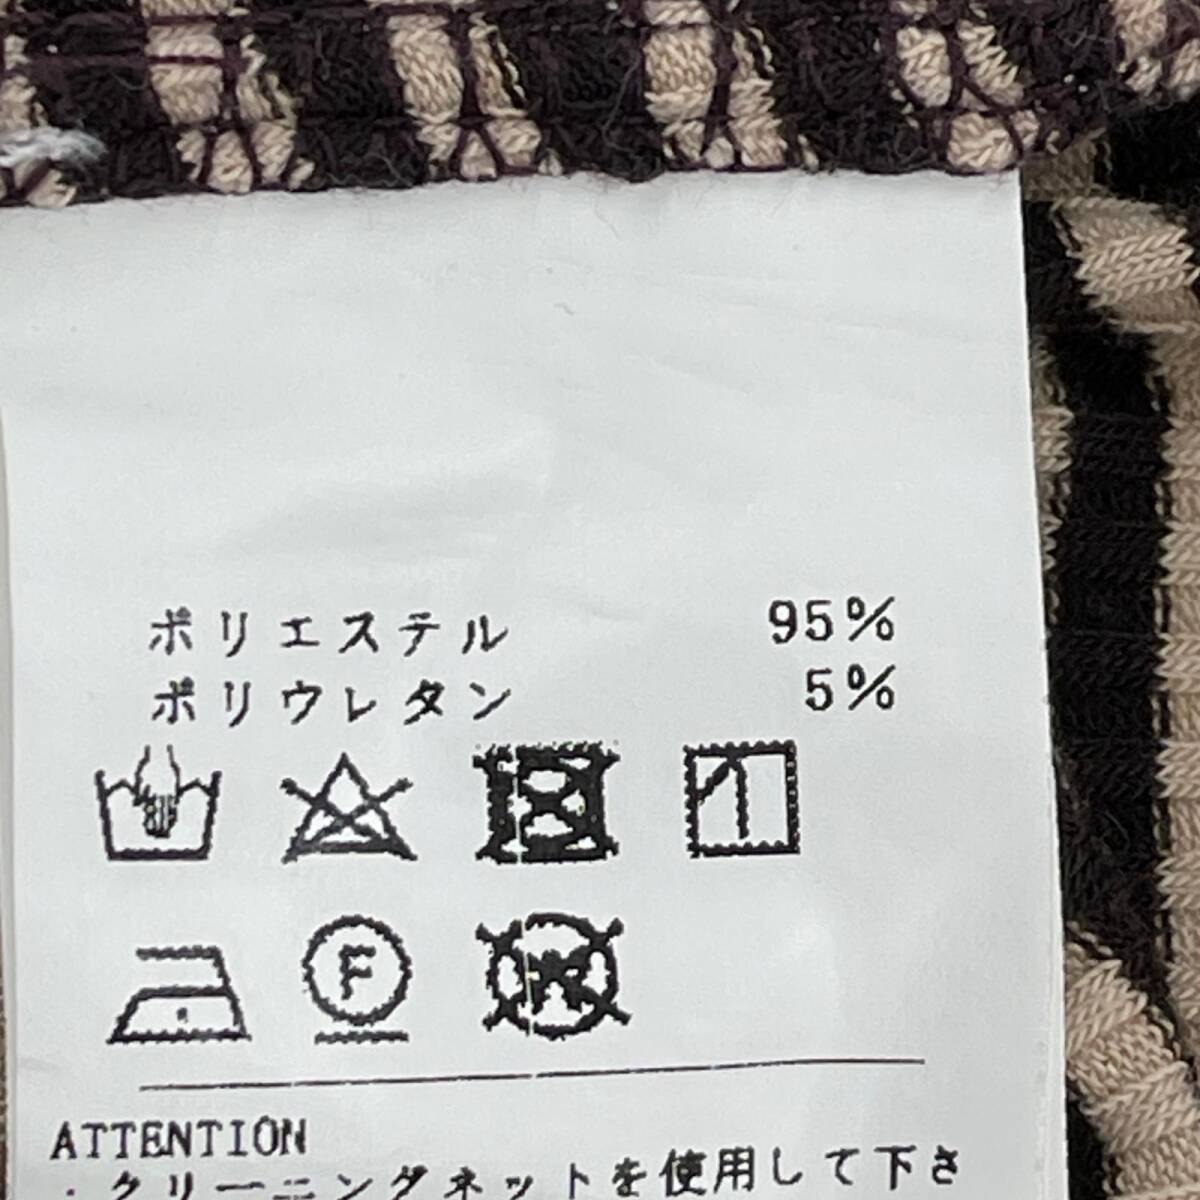 ポリエステル 95%
ポリウレタン 5%
F
ATTENTION
・クリーニングネットを使用して下さ